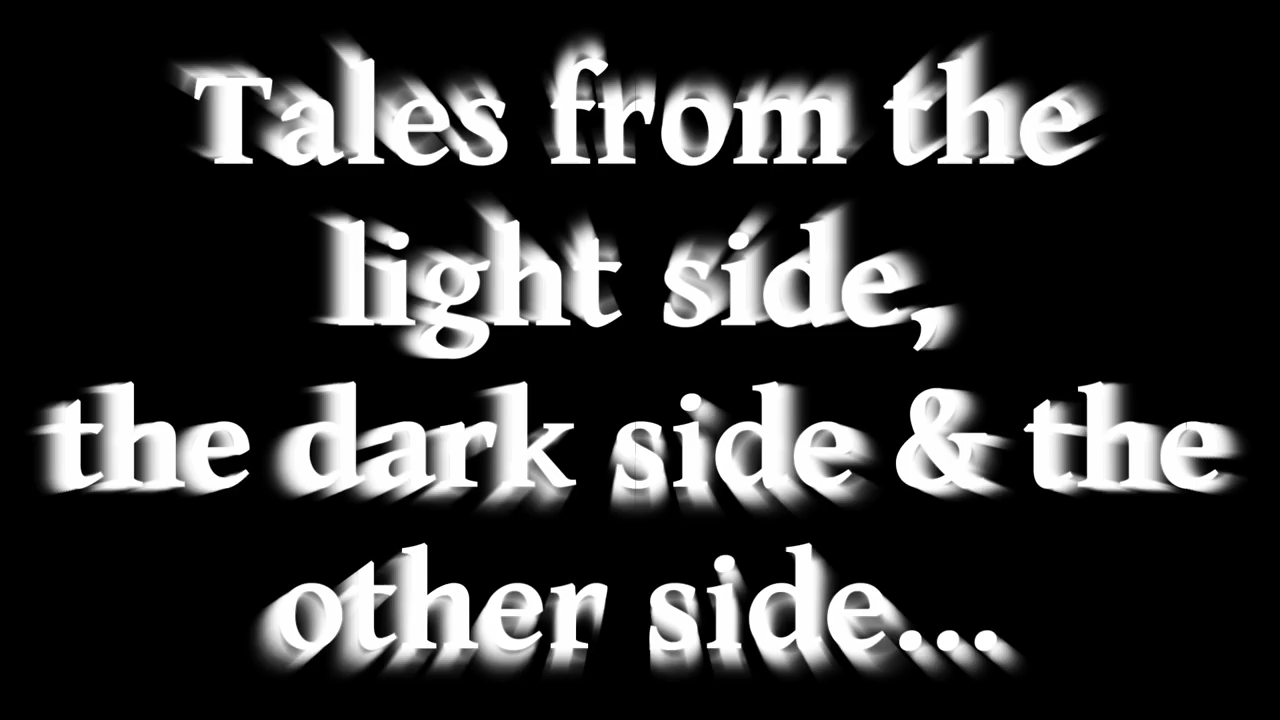 Tales from the
light side,
the dark side & the
other side...